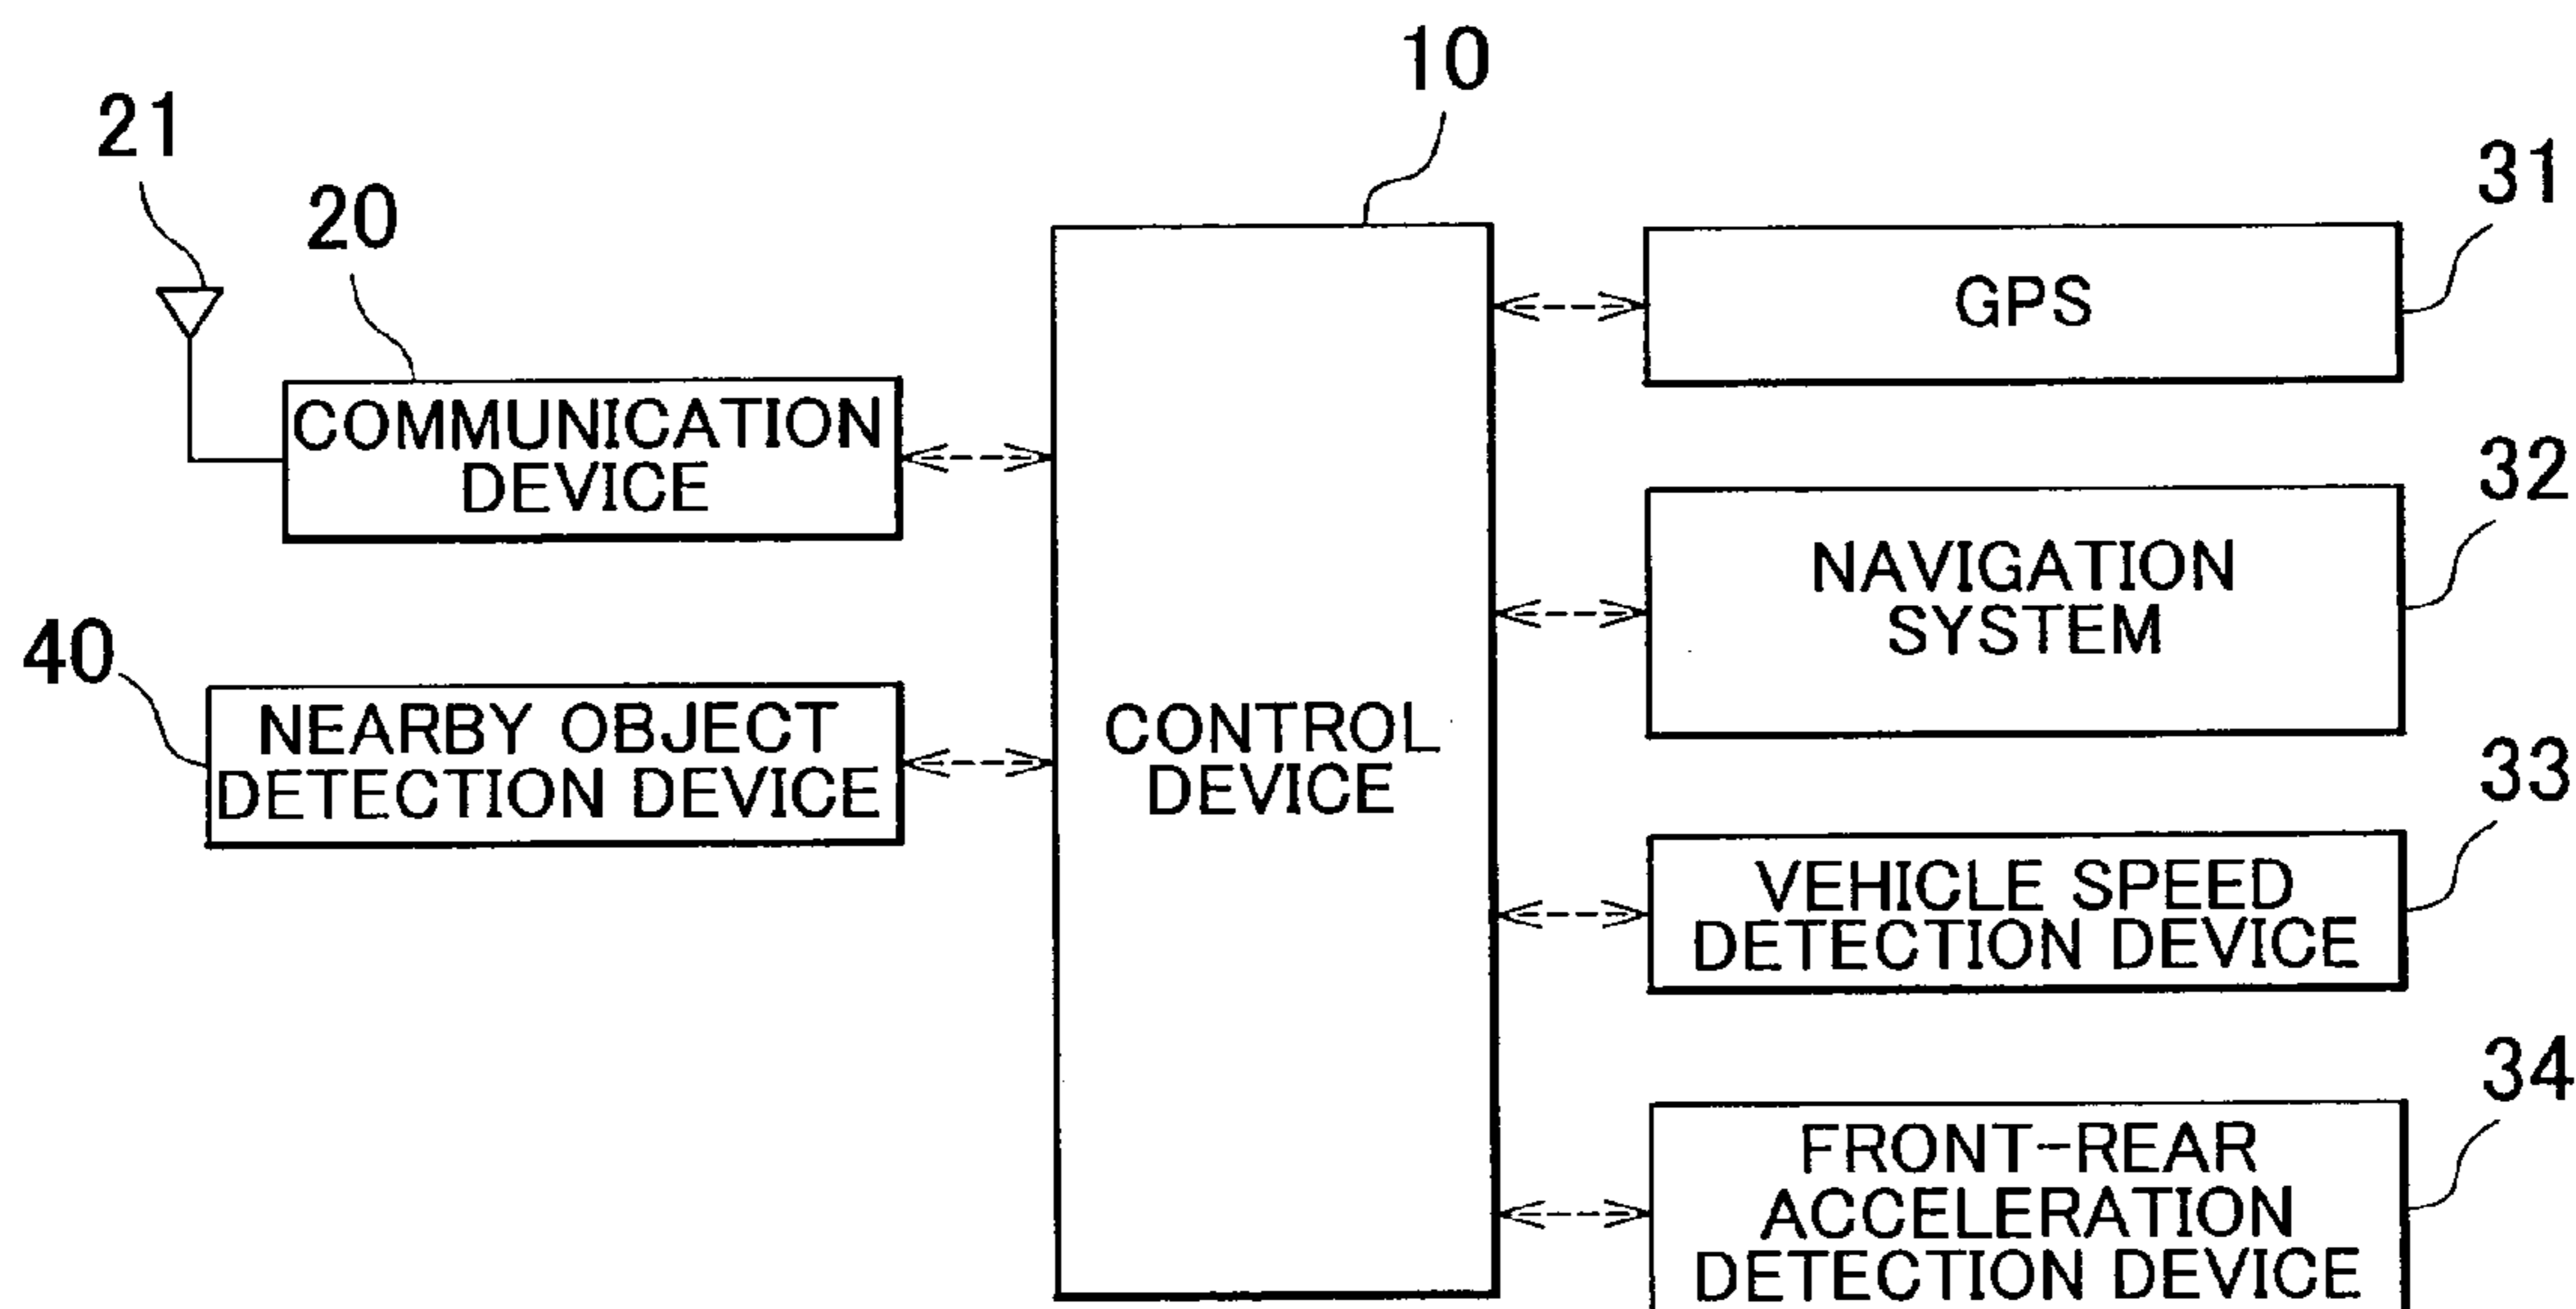 10
21
20
31
GPS
COMMUNICATION
DEVICE
32
NAVIGATION
SYSTEM
40
NEARBY OBJECT
DETECTION DEVICE
CONTROL
DEVICE
33
VEHICLE SPEED
DETECTION DEVICE
34
FRONT-REAR
ACCELERATION
DETECTION DEVICE